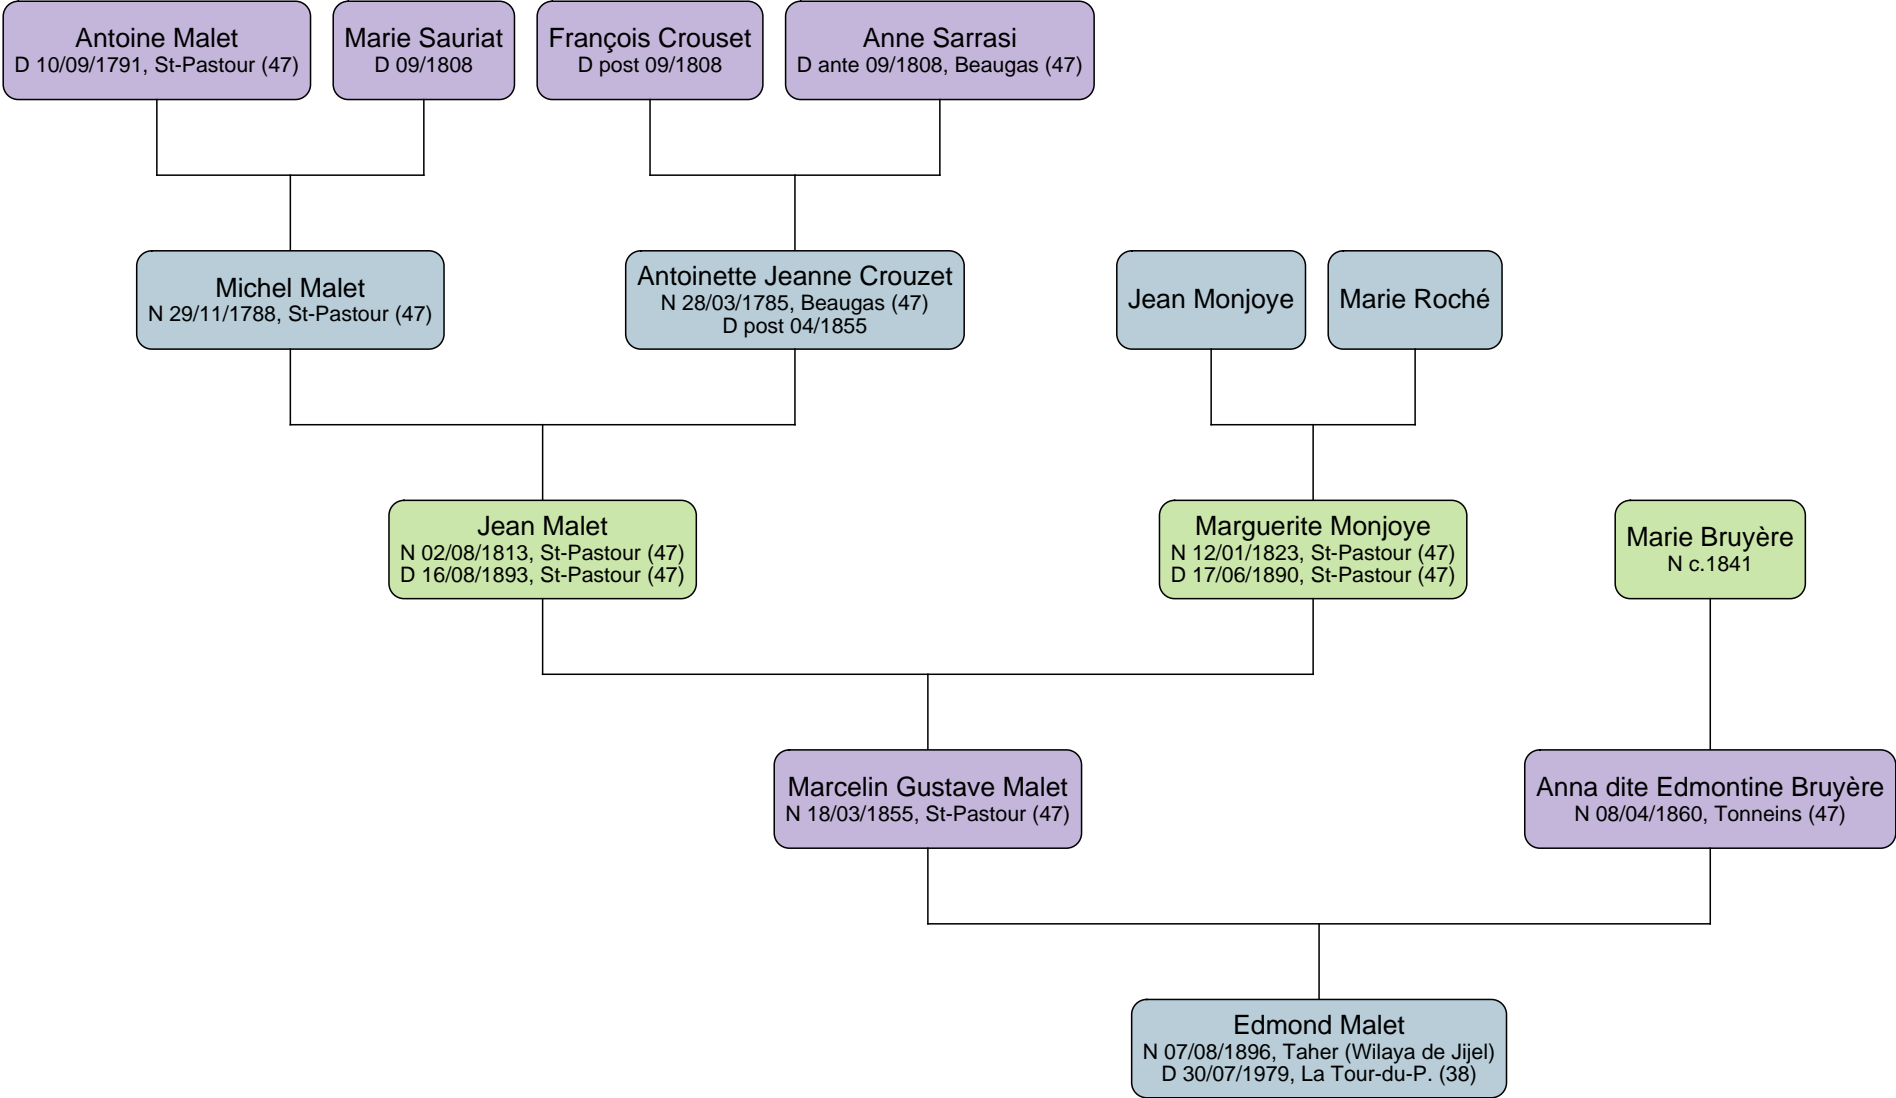 Antoine Malet
D 10/09/1791, St-Pastour (47)
Marie Sauriat
D 09/1808
François Crouset
D post 09/1808
Anne Sarrasi
D ante 09/1808, Beaugas (47)
Michel Malet
N 29/11/1788, St-Pastour (47)
Antoinette Jeanne Crouzet
N 28/03/1785, Beaugas (47)
D post 04/1855
Jean Monjoye
Marie Roché
Jean Malet
N 02/08/1813, St-Pastour (47)
D 16/08/1893, St-Pastour (47)
Marguerite Monjoye
N 12/01/1823, St-Pastour (47)
D 17/06/1890, St-Pastour (47)
Marie Bruyère
N c.1841
Marcelin Gustave Malet
N 18/03/1855, St-Pastour (47)
Anna dite Edmontine Bruyère
N 08/04/1860, Tonneins (47)
Edmond Malet
N 07/08/1896, Taher (Wilaya de Jijel)
D 30/07/1979, La Tour-du-P. (38)